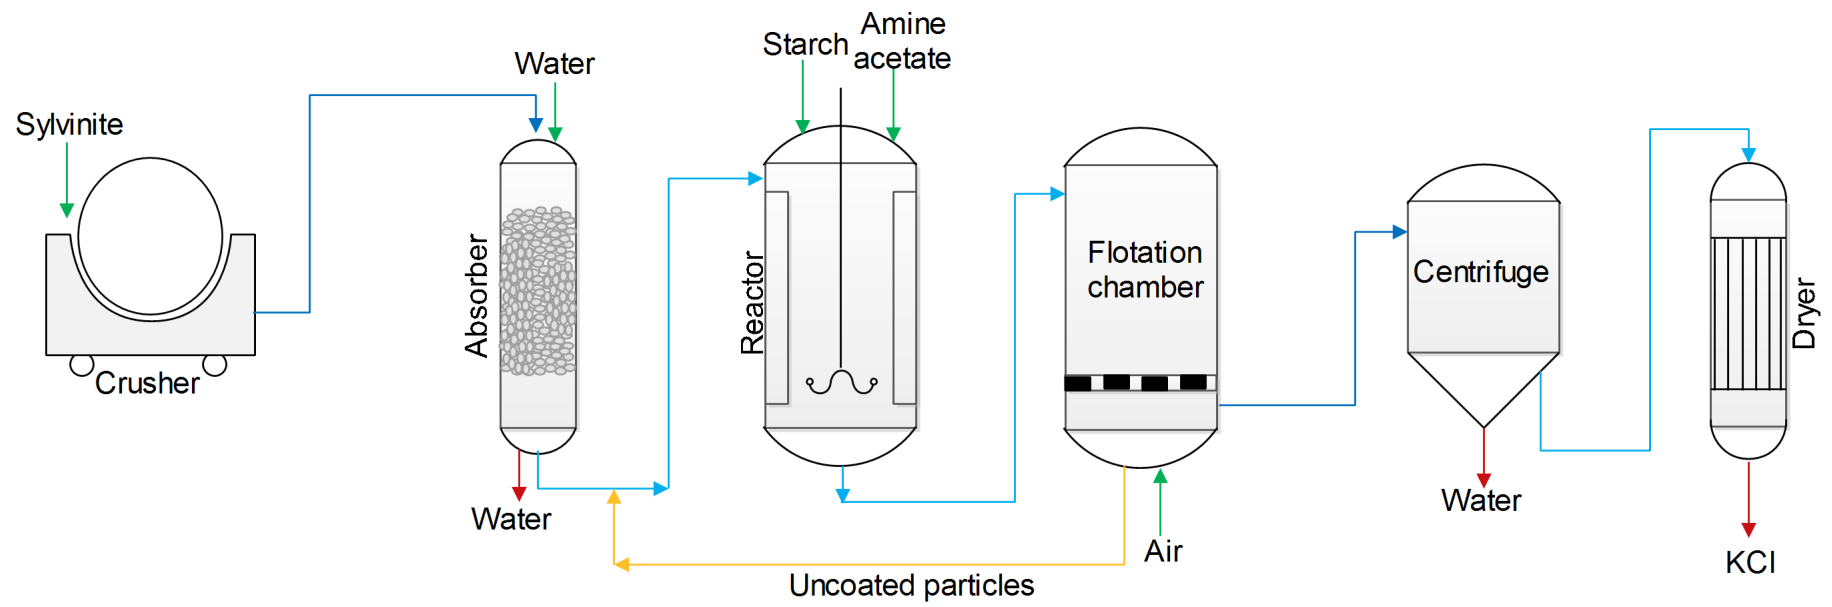 Sylvinite
Crusher
Water
Absorber
Water
Starch
Amine
acetate
Reactor
Flotation
chamber
Air
Uncoated particles
Centrifuge
Water
Dryer
KCl